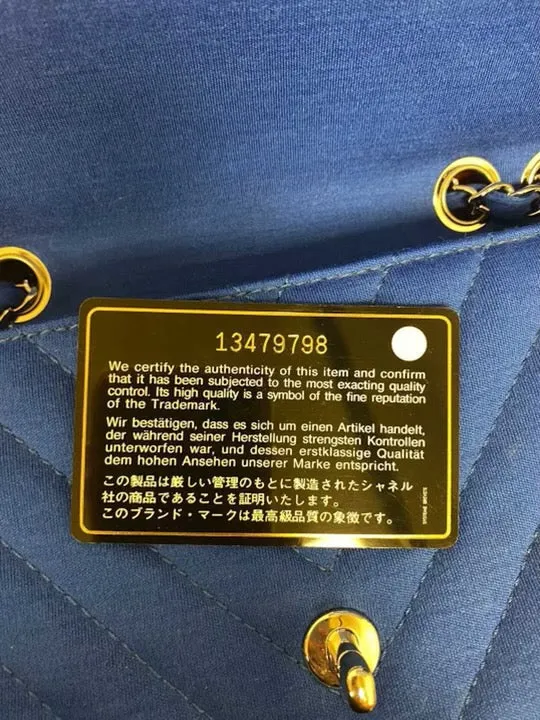 13479798
We certify the authenticity of this item and confirm
that it has been subjected to the most exacting quality
control. Its high quality is a symbol of the fine reputation
of the Trademark.
Wir bestätigen, dass es sich um einen Artikel handelt,
der während seiner Herstellung strengsten Kontrollen
unterworfen war, und dessen erstklassige Qualität
dem hohen Ansehen unserer Marke entspricht.
この製品は厳しい管理のもとに製造されたシャネル
社の商品であることを証明いたします。
このブランド・マークは最高級品質の象徴です。